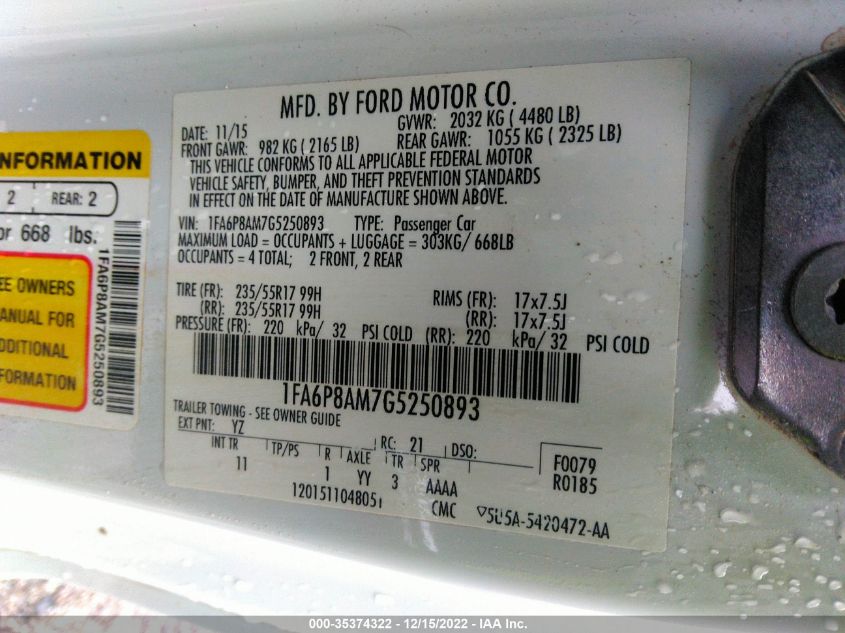 MFD. BY FORD MOTOR CO.
DATE: 11/15 GVWR: 2032 KG ( 4480 LB)
FRONT GAWR: 982 KG ( 2165 LB) REAR GAWR: 1055 KG ( 2325 LB)
THIS VEHICLE CONFORMS TO ALL APPLICABLE FEDERAL MOTOR
VEHICLE SAFETY, BUMPER, AND THEFT PREVENTION STANDARDS
IN EFFECT ON THE DATE OF MANUFACTURE SHOWN ABOVE.
VIN: 1FA6P8AM7G5250893 TYPE: Passenger Car
MAXIMUM LOAD = OCCUPANTS + LUGGAGE = 303KG/ 668LB
OCCUPANTS = 4 TOTAL; 2 FRONT, 2 REAR
TIRE (FR): 235/55R17 99H RIMS (FR): 17x7.5J
(RR): 235/55R17 99H (RR): 17x7.5J
PRESSURE (FR): 220 kPa/ 32 PSI COLD (RR): 220 kPa/ 32 PSI COLD
1FA6P8AM7G5250893
TRAILER TOWING - SEE OWNER GUIDE
EXT PNT: YZ RC: 21 DSO: F0079
INT TR TP/PS R AXLE TR SPR R0185
11 1 YY 3 AAAA
1201511048051 CMC ▽5U5A-5420472-AA
INFORMATION
2 REAR: 2
or 668 lbs.
EE OWNERS
ANUAL FOR
DDITIONAL
FORMATION
1FA6P8AM7G5250893
000-35374322 - 12/15/2022 - IAA Inc.